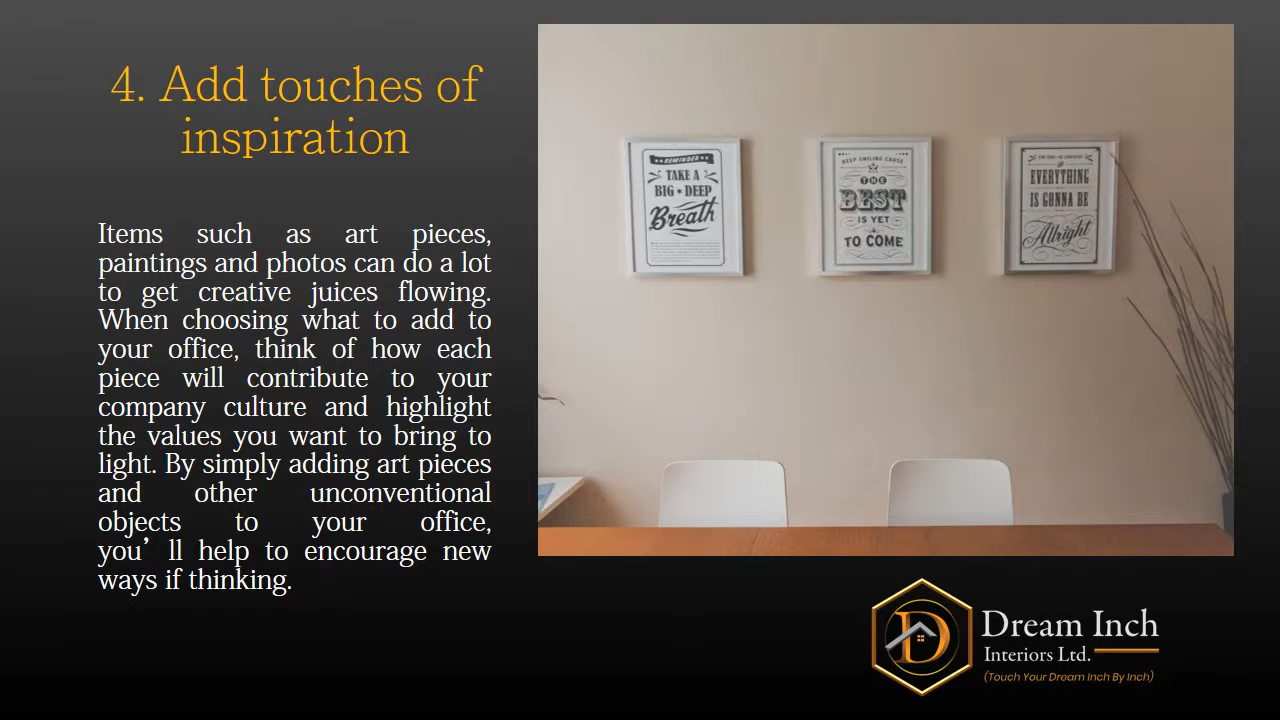 4. Add touches of
inspiration
Items such as art pieces,
paintings and photos can do a lot
to get creative juices flowing.
When choosing what to add to
your office, think of how each
piece will contribute to your
company culture and highlight
the values you want to bring to
light. By simply adding art pieces
and other unconventional
objects to your office,
you’ll help to encourage new
ways if thinking.
REMINDER
TAKE A
BIG • DEEP
Breath
KEEP SMILING CAUSE
THE
BEST
IS YET
TO COME
EVERYTHING
IS GONNA BE
Allright
Dream Inch
Interiors Ltd.
(Touch Your Dream Inch By Inch)